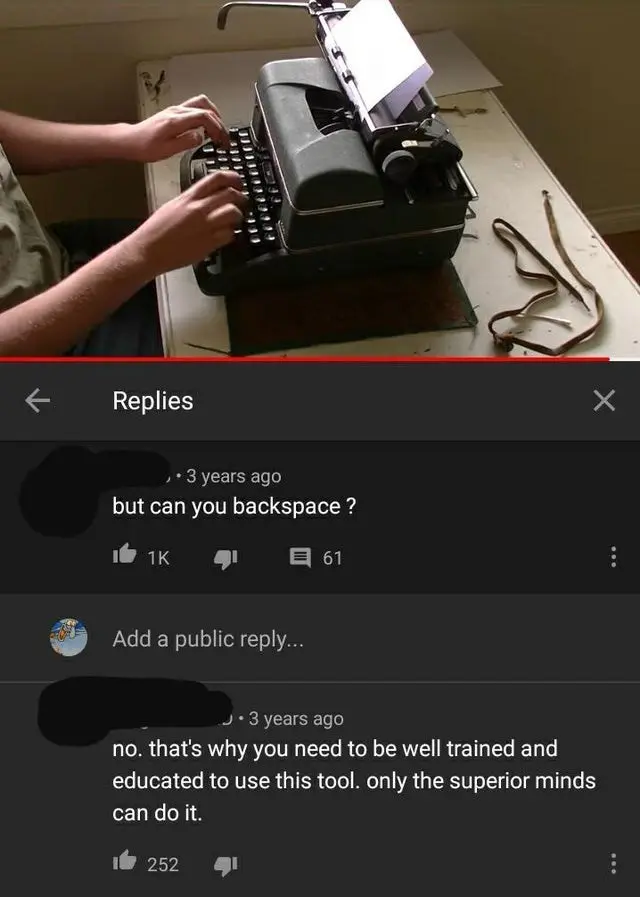 Replies
• 3 years ago
but can you backspace ?
1K 61
Add a public reply...
• 3 years ago
no. that's why you need to be well trained and
educated to use this tool. only the superior minds
can do it.
252